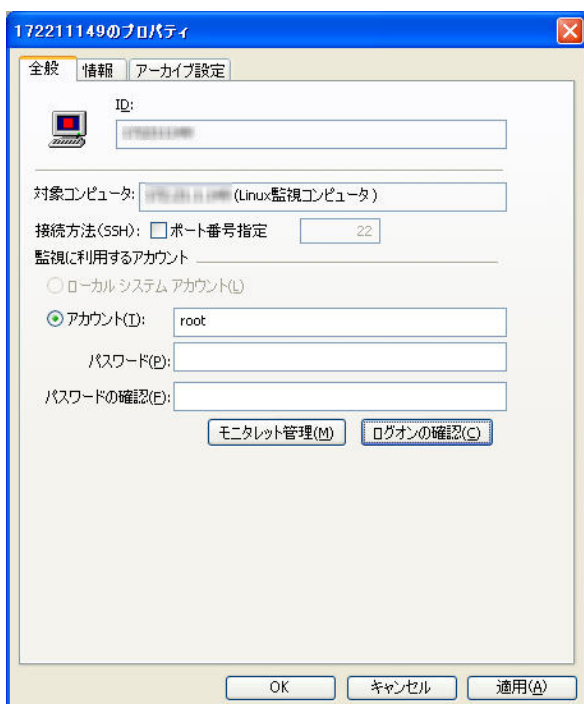 172211149のプロパティ
全般 情報 アーカイブ設定
ID:
対象コンピュータ: (Linux監視コンピュータ)
接続方法(SSH): ポート番号指定 22
監視に利用するアカウント
ローカル システム アカウント(L)
アカウント(T): root
パスワード(P):
パスワードの確認(F):
モニタレット管理(M) ログオンの確認(C)
OK キャンセル 適用(A)